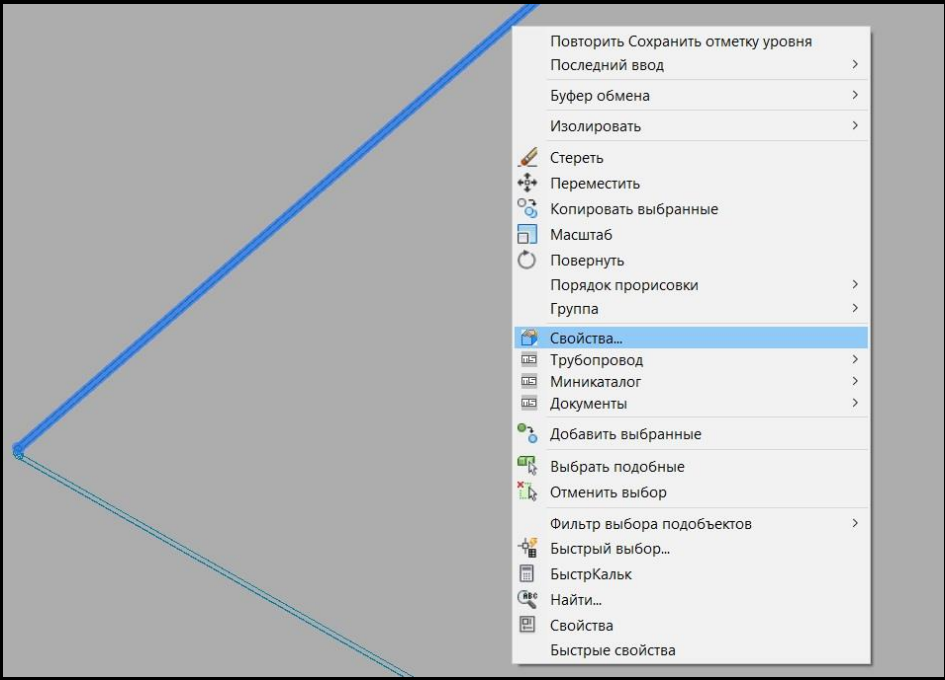 Повторить Сохранить отметку уровня
Последний ввод
Буфер обмена
Изолировать
Стереть
Переместить
Копировать выбранные
Масштаб
Повернуть
Порядок прорисовки
Группа
Свойства...
Трубопровод
Миникаталог
Документы
Добавить выбранные
Выбрать подобные
Отменить выбор
Фильтр выбора подобъектов
Быстрый выбор...
БыстрКальк
Найти...
Свойства
Быстрые свойства